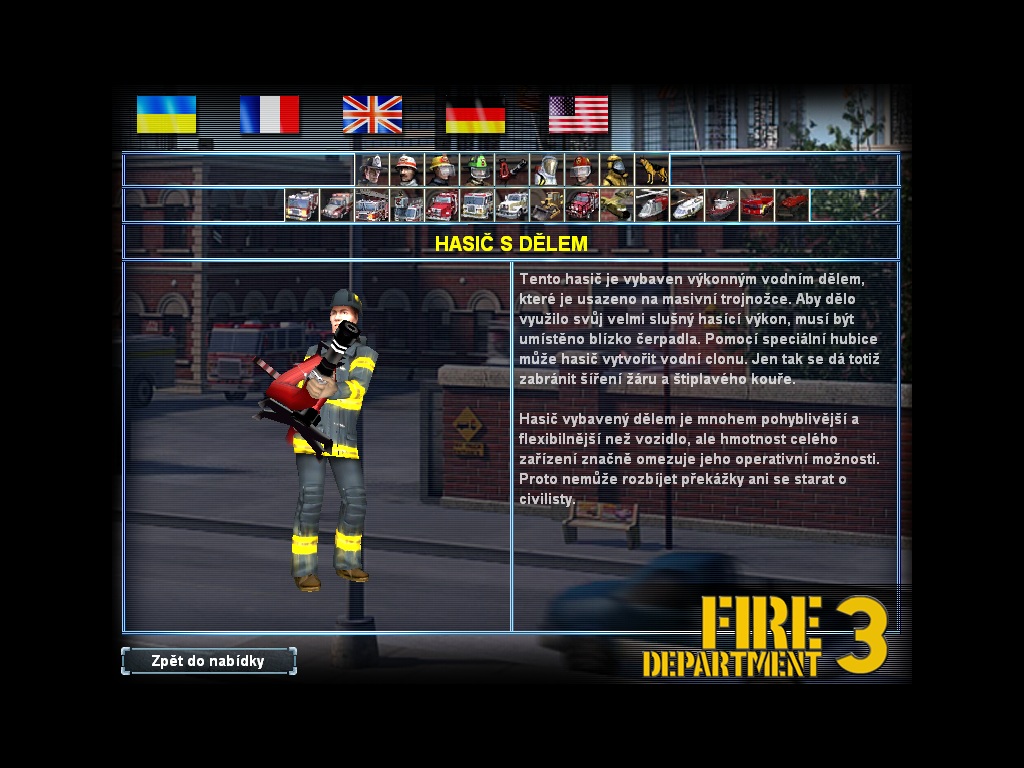 HASIČ S DĚLEM
Tento hasič je vybaven výkonným vodním dělem,
které je usazeno na masivní trojnožce. Aby dělo
využilo svůj velmi slušný hasící výkon, musí být
umístěno blízko čerpadla. Pomocí speciální hubice
může hasič vytvořit vodní clonu. Jen tak se dá totiž
zabránit šíření žáru a štiplavého kouře.
Hasič vybavený dělem je mnohem pohyblivější a
flexibilnější než vozidlo, ale hmotnost celého
zařízení značně omezuje jeho operativní možnosti.
Proto nemůže rozbíjet překážky ani se starat o
civilisty.
FIRE
DEPARTMENT 3
Zpět do nabídky